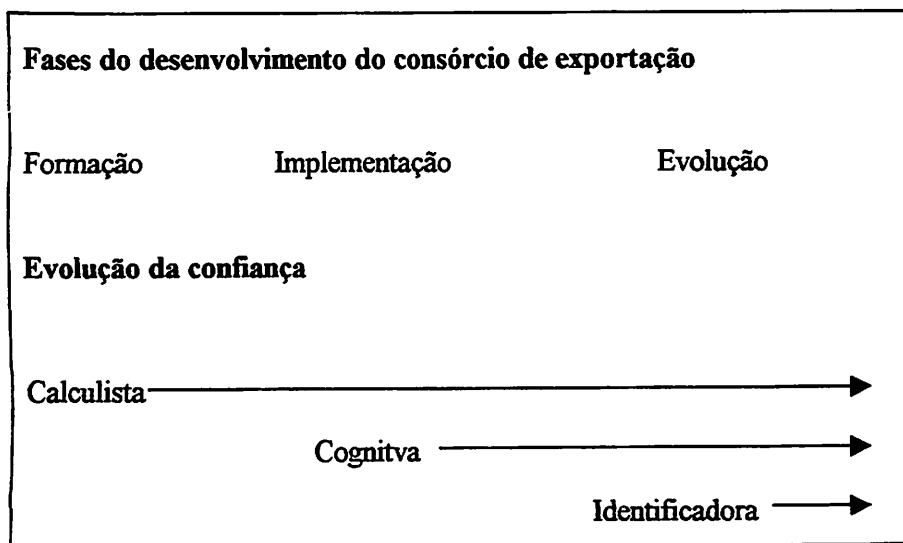 Fases do desenvolvimento do consórcio de exportação
Formação Implementação Evolução
Evolução da confiança
Calculista
Cognitva
Identificadora